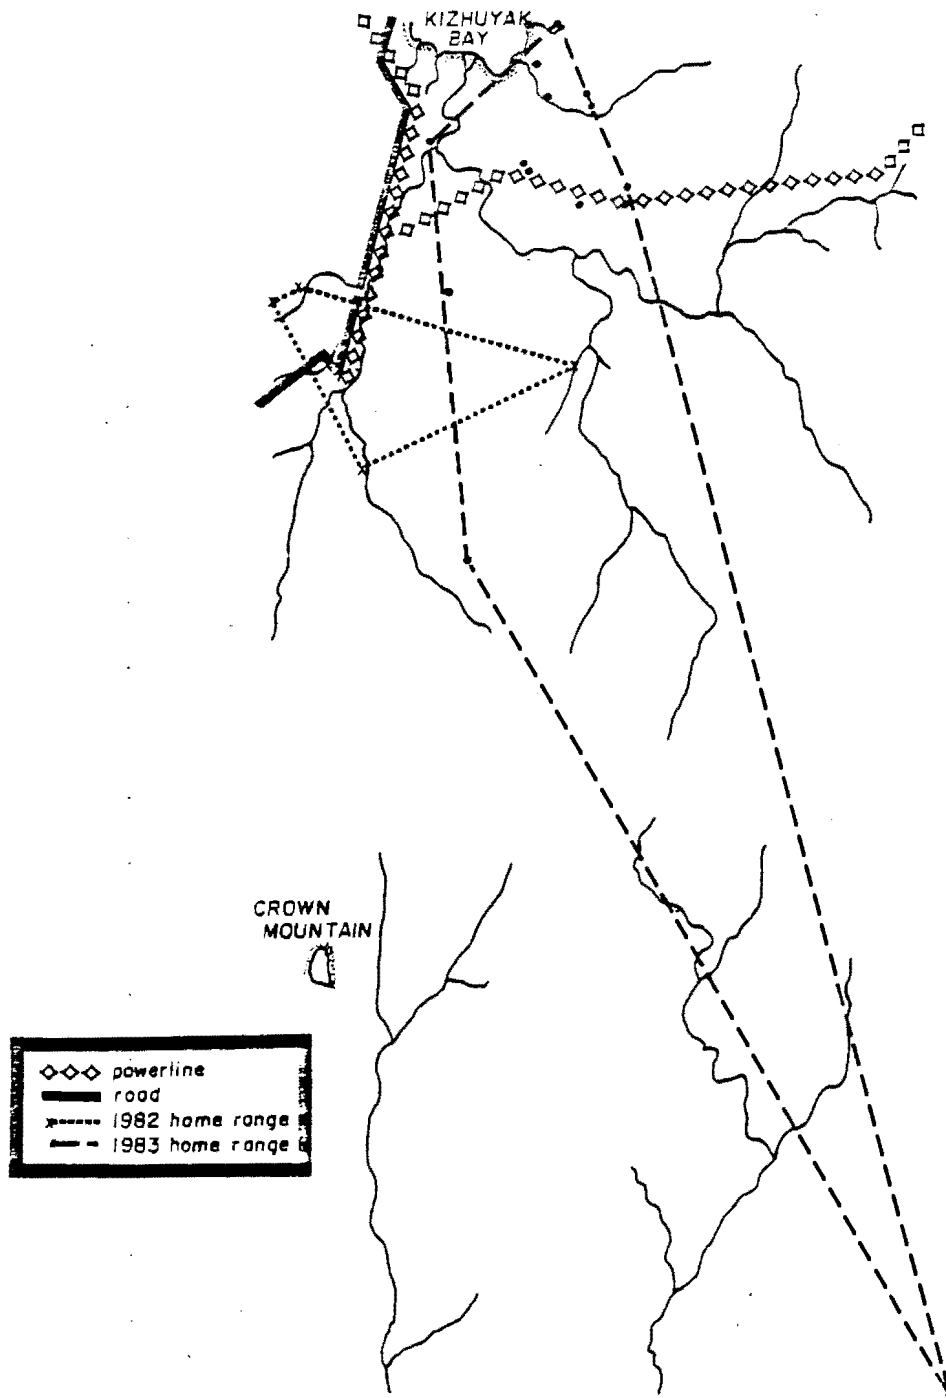 KIZHUYAK
BAY
CROWN
MOUNTAIN
powerline
road
1982 home range
1983 home range